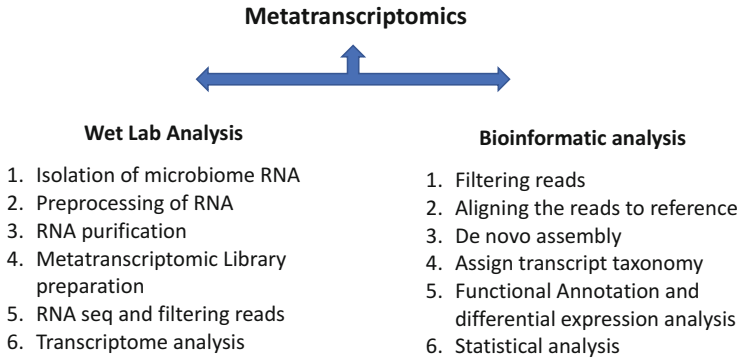 Metatranscriptomics
Wet Lab Analysis
1. Isolation of microbiome RNA
2. Preprocessing of RNA
3. RNA purification
4. Metatranscriptomic Library
preparation
5. RNA seq and filtering reads
6. Transcriptome analysis
Bioinformatic analysis
1. Filtering reads
2. Aligning the reads to reference
3. De novo assembly
4. Assign transcript taxonomy
5. Functional Annotation and
differential expression analysis
6. Statistical analysis